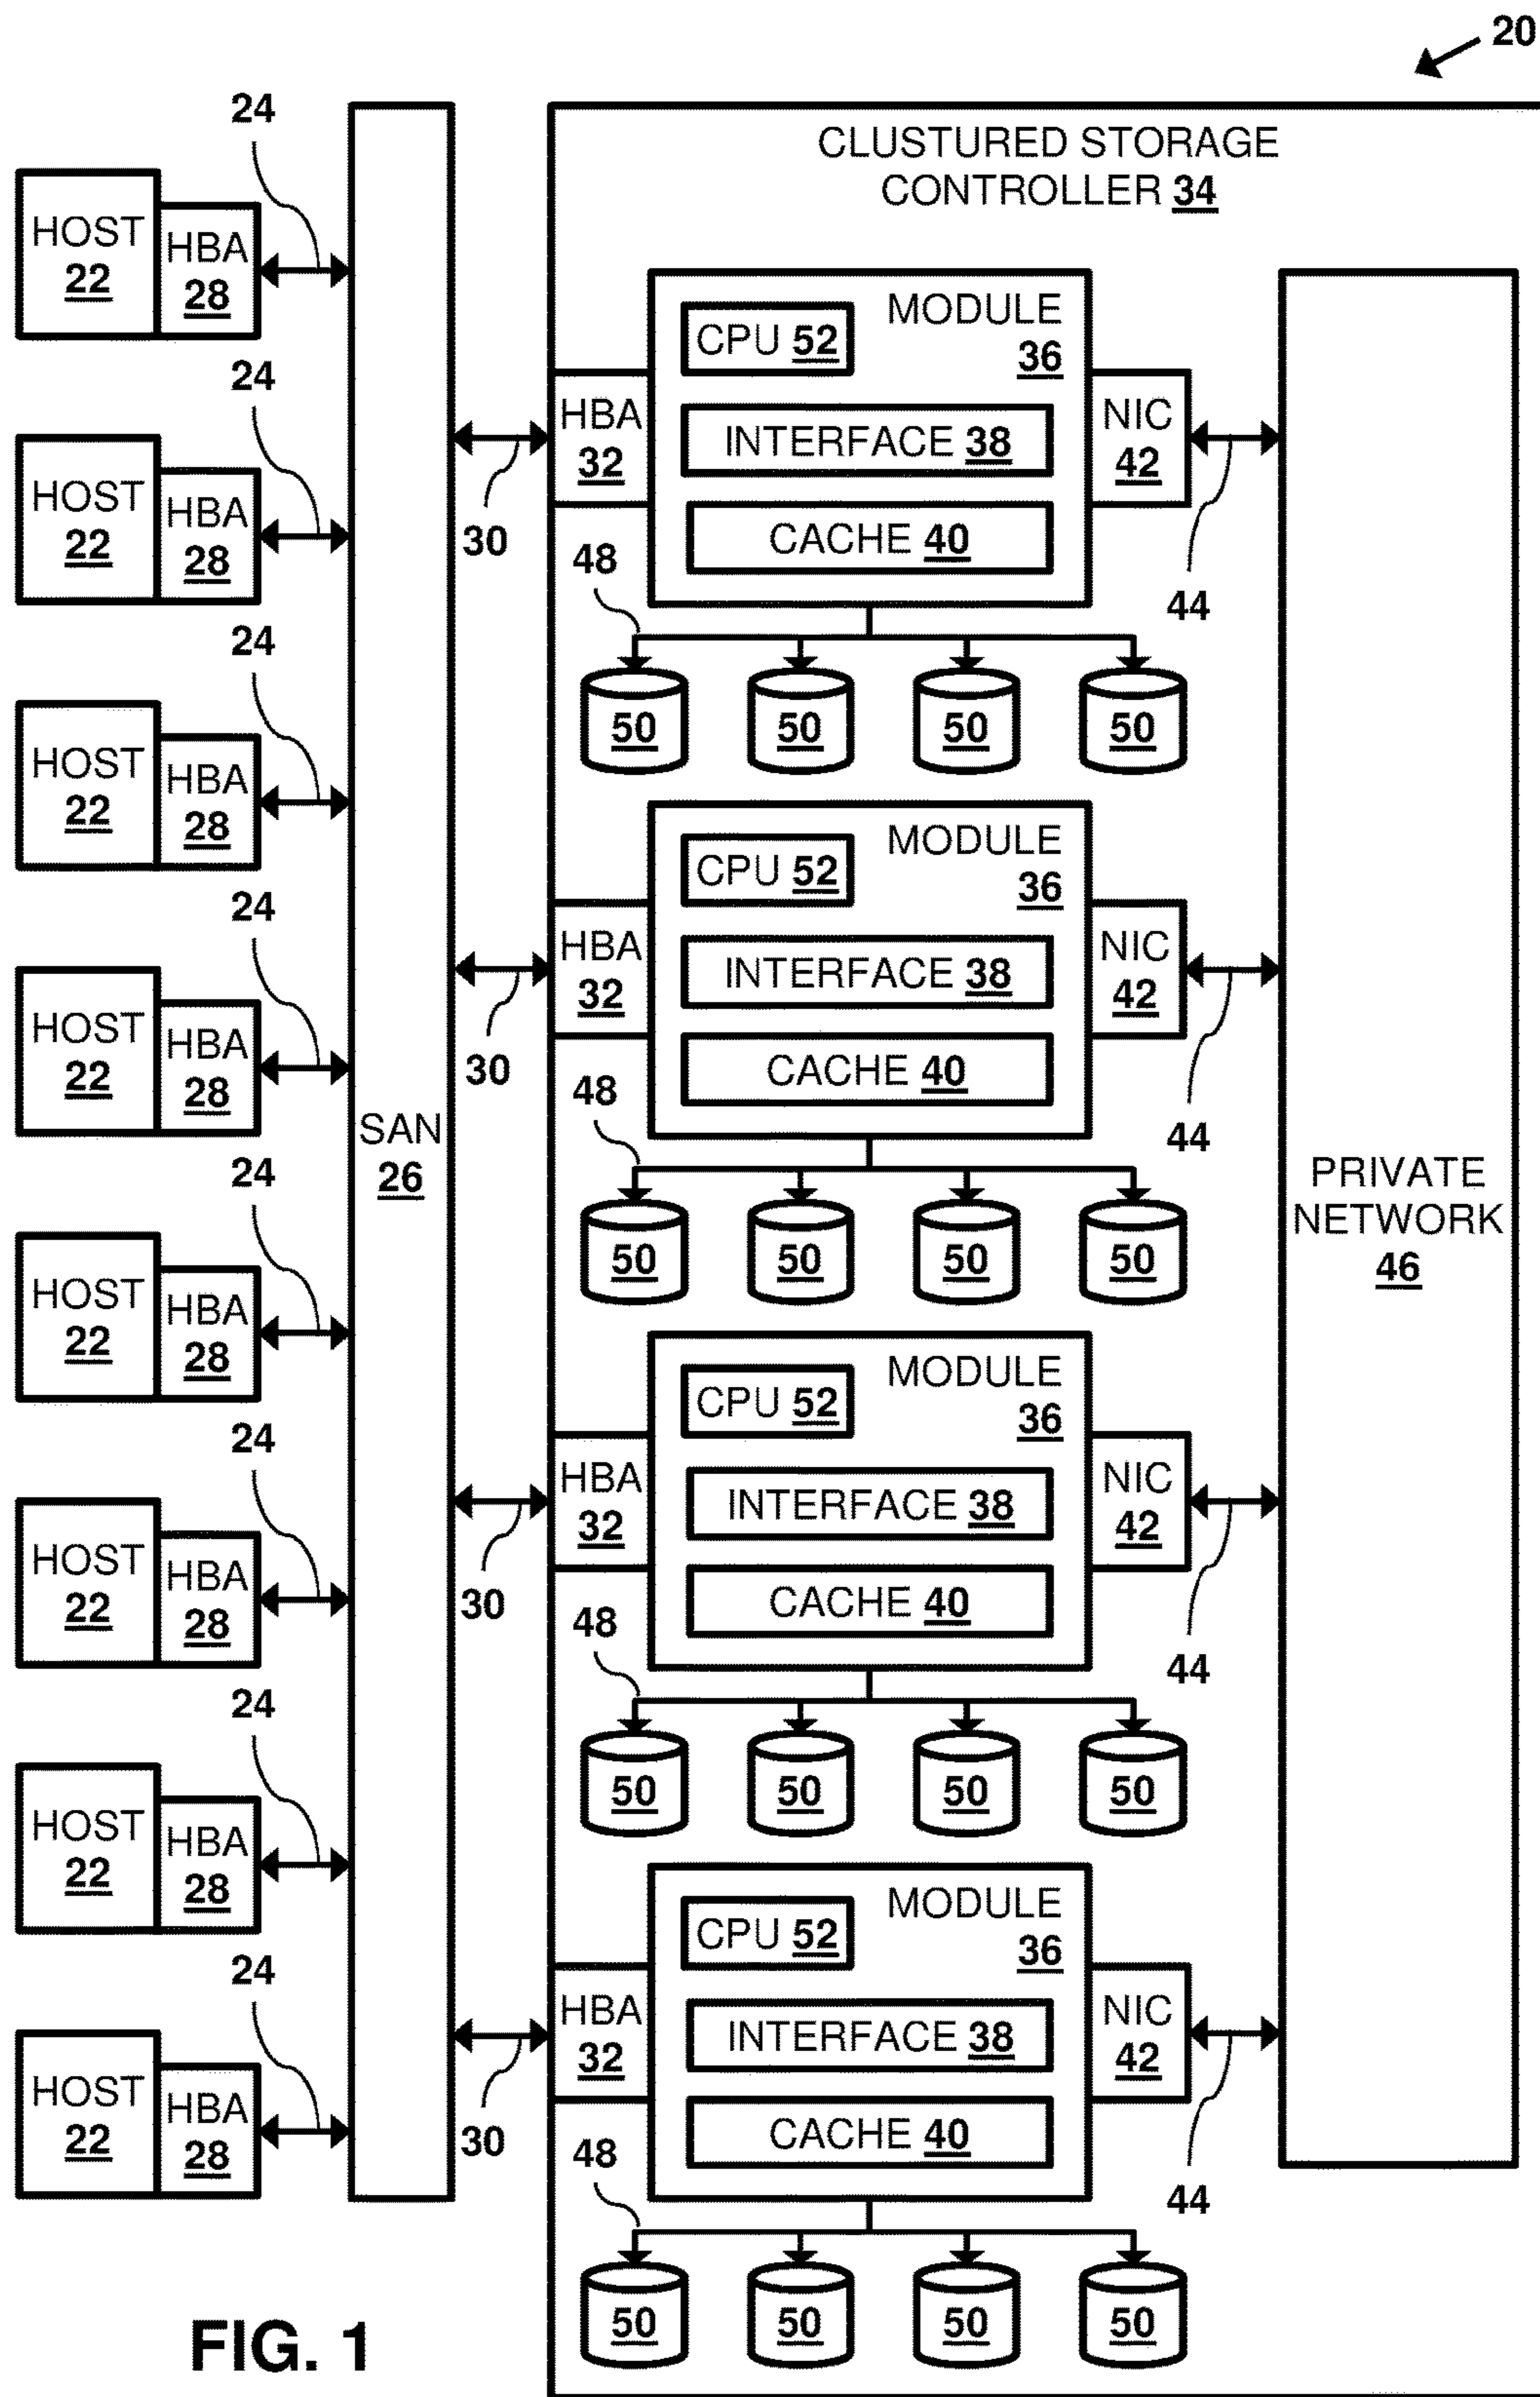 20
CLUSTURED STORAGE
CONTROLLER 34
24
HOST
22
HBA
28
24
HOST
22
HBA
28
24
HOST
22
HBA
28
24
HOST
22
HBA
28
24
HOST
22
HBA
28
24
HOST
22
HBA
28
24
HOST
22
HBA
28
24
HOST
22
HBA
28
SAN
26
30
HBA
32
MODULE
36
CPU 52
INTERFACE 38
CACHE 40
NIC
42
44
48
50 50 50 50
30
HBA
32
MODULE
36
CPU 52
INTERFACE 38
CACHE 40
NIC
42
44
48
50 50 50 50
30
HBA
32
MODULE
36
CPU 52
INTERFACE 38
CACHE 40
NIC
42
44
48
50 50 50 50
30
HBA
32
MODULE
36
CPU 52
INTERFACE 38
CACHE 40
NIC
42
44
48
50 50 50 50
PRIVATE
NETWORK
46
FIG. 1